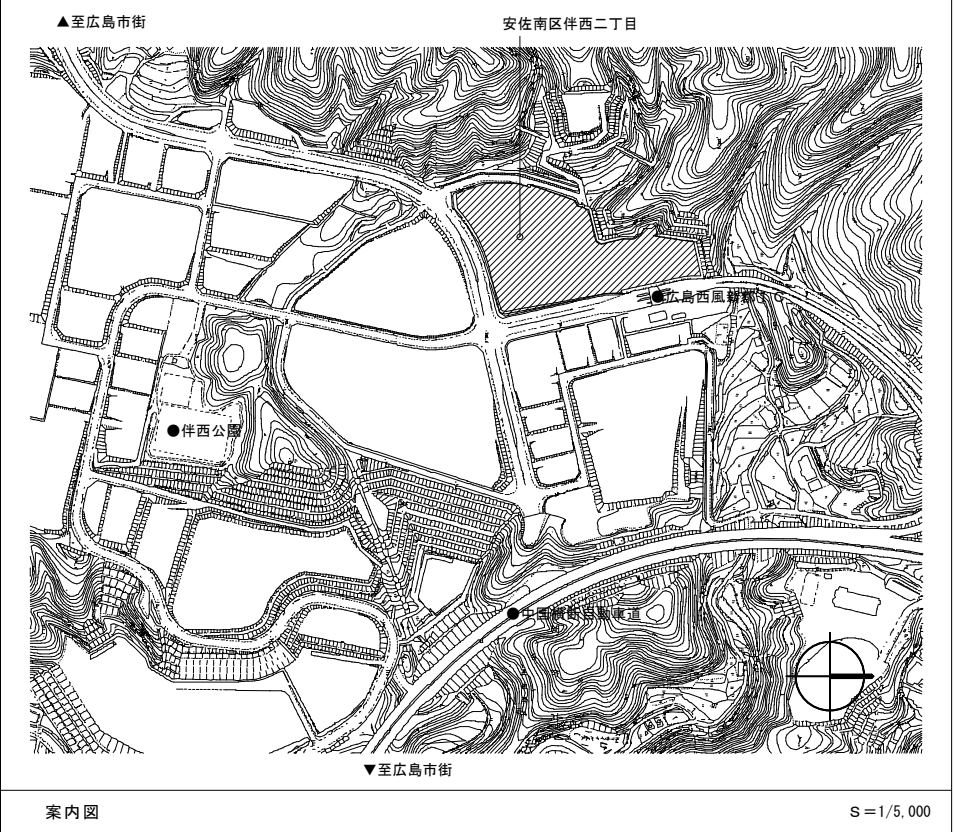 ▲至広島市街
安佐南区伴西二丁目
●広島西風新都IC
●伴西公園
●中国横断自動車道
▼至広島市街
案内図
S=1/5,000